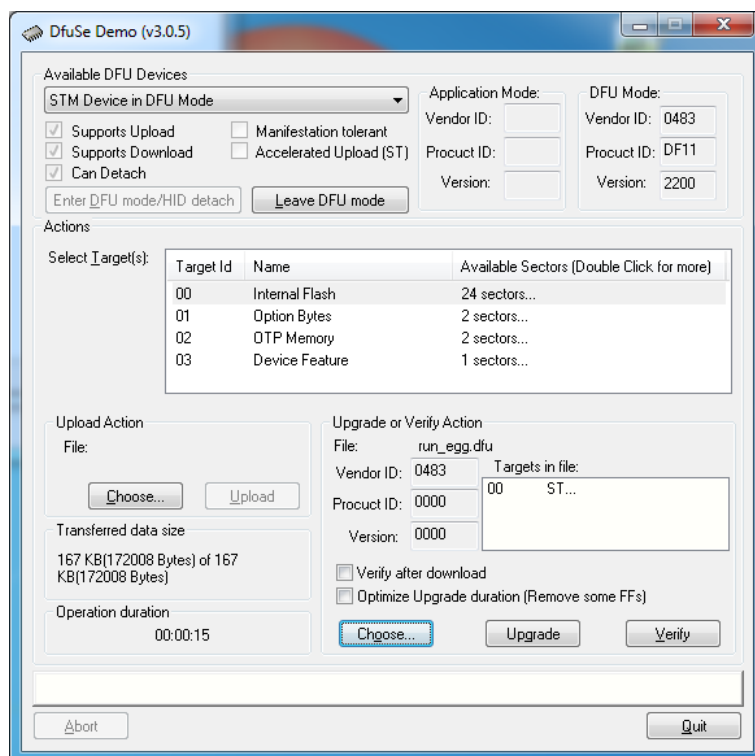 DfuSe Demo (v3.0.5)
Available DFU Devices
STM Device in DFU Mode
Supports Upload
Manifestation tolerant
Supports Download
Accelerated Upload (ST)
Can Detach
Enter DFU mode/HID detach
Leave DFU mode
Application Mode:
Vendor ID:
Procuct ID:
Version:
DFU Mode:
Vendor ID: 0483
Procuct ID: DF11
Version: 2200
Actions
Select Target(s):
Target Id Name Available Sectors (Double Click for more)
00 Internal Flash 24 sectors...
01 Option Bytes 2 sectors...
02 OTP Memory 2 sectors...
03 Device Feature 1 sectors...
Upload Action
File:
Choose...
Upload
Transferred data size
167 KB(172008 Bytes) of 167
KB(172008 Bytes)
Operation duration
00:00:15
Upgrade or Verify Action
File: run_egg.dfu
Vendor ID: 0483
Procuct ID: 0000
Version: 0000
Targets in file:
00 ST...
Verify after download
Optimize Upgrade duration (Remove some FFs)
Choose...
Upgrade
Verify
Abort
Quit